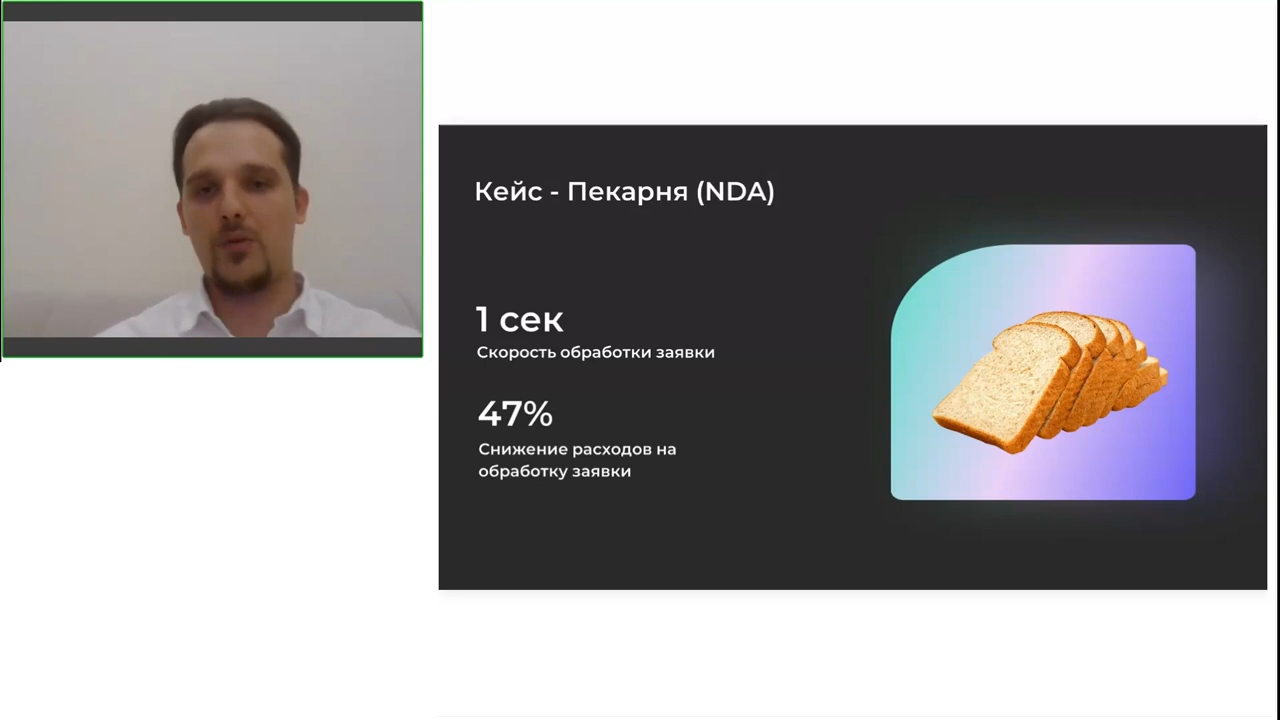 Кейс - Пекарня (NDA)
1 сек
Скорость обработки заявки
47%
Снижение расходов на
обработку заявки